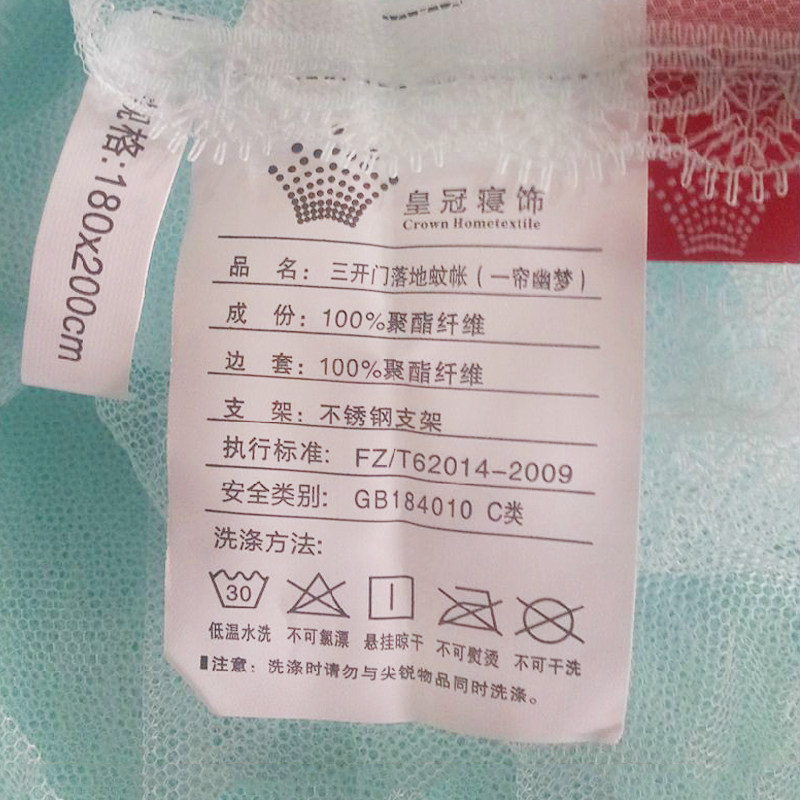 规格:180x200cm
皇冠寝饰
Crown Hometextile
品 名：三开门落地蚊帐（一帘幽梦）
成 份：100%聚酯纤维
边 套：100%聚酯纤维
支 架：不锈钢支架
执行标准：FZ/T62014-2009
安全类别：GB184010 C类
洗涤方法：
30
低温水洗 不可氯漂 悬挂晾干 不可熨烫 不可干洗
注意：洗涤时请勿与尖锐物品同时洗涤。